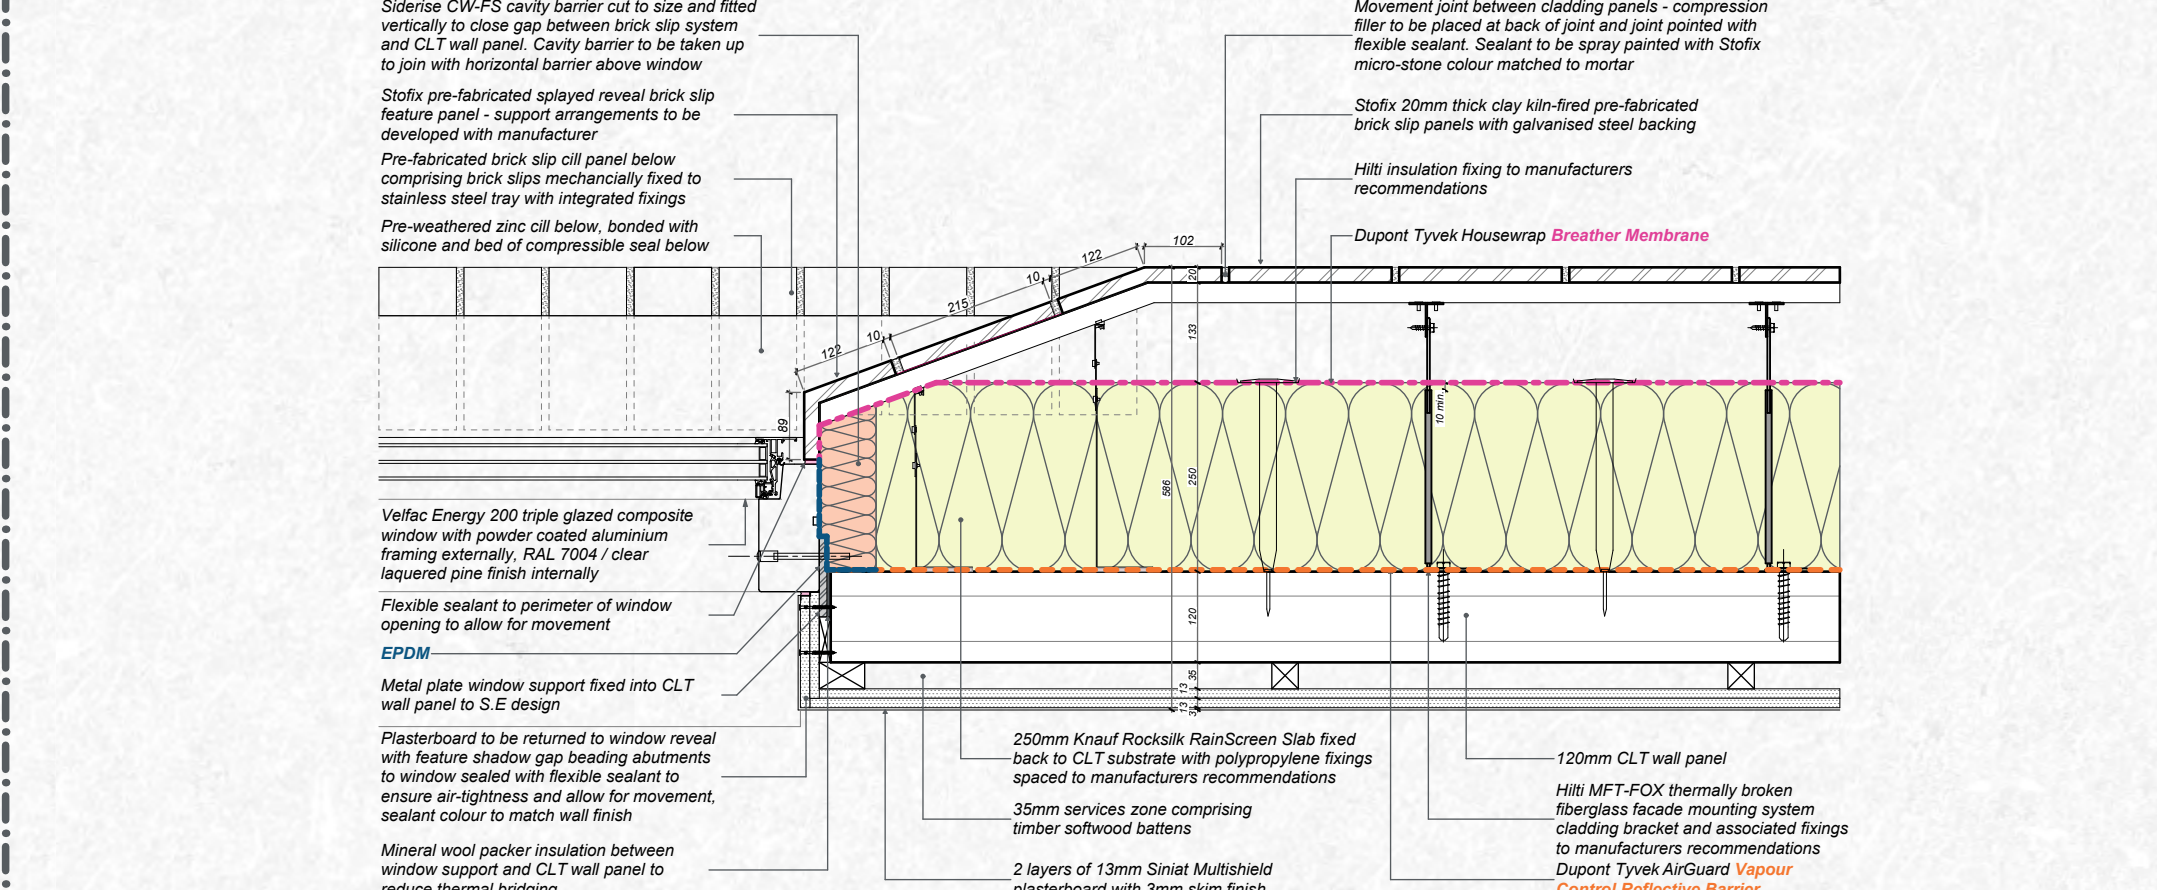 Siderise CW-FS cavity barrier cut to size and fitted
vertically to close gap between brick slip system
and CLT wall panel. Cavity barrier to be taken up
to join with horizontal barrier above window
Stofix pre-fabricated splayed reveal brick slip
feature panel - support arrangements to be
developed with manufacturer
Pre-fabricated brick slip cill panel below
comprising brick slips mechancially fixed to
stainless steel tray with integrated fixings
Pre-weathered zinc cill below, bonded with
silicone and bed of compressible seal below
Movement joint between cladding panels - compression
filler to be placed at back of joint and joint pointed with
flexible sealant. Sealant to be spray painted with Stofix
micro-stone colour matched to mortar
Stofix 20mm thick clay kiln-fired pre-fabricated
brick slip panels with galvanised steel backing
Hilti insulation fixing to manufacturers
recommendations
Dupont Tyvek Housewrap Breather Membrane
122
10
215
10
122
102
20
133
89
10 min.
250
586
120
35
13
13
3
Velfac Energy 200 triple glazed composite
window with powder coated aluminium
framing externally, RAL 7004 / clear
laquered pine finish internally
Flexible sealant to perimeter of window
opening to allow for movement
EPDM
Metal plate window support fixed into CLT
wall panel to S.E design
Plasterboard to be returned to window reveal
with feature shadow gap beading abutments
to window sealed with flexible sealant to
ensure air-tightness and allow for movement,
sealant colour to match wall finish
Mineral wool packer insulation between
window support and CLT wall panel to
reduce thermal bridging
250mm Knauf Rocksilk RainScreen Slab fixed
back to CLT substrate with polypropylene fixings
spaced to manufacturers recommendations
35mm services zone comprising
timber softwood battens
2 layers of 13mm Siniat Multishield
plasterboard with 3mm skim finish
120mm CLT wall panel
Hilti MFT-FOX thermally broken
fiberglass facade mounting system
cladding bracket and associated fixings
to manufacturers recommendations
Dupont Tyvek AirGuard Vapour
Control Reflective Barrier